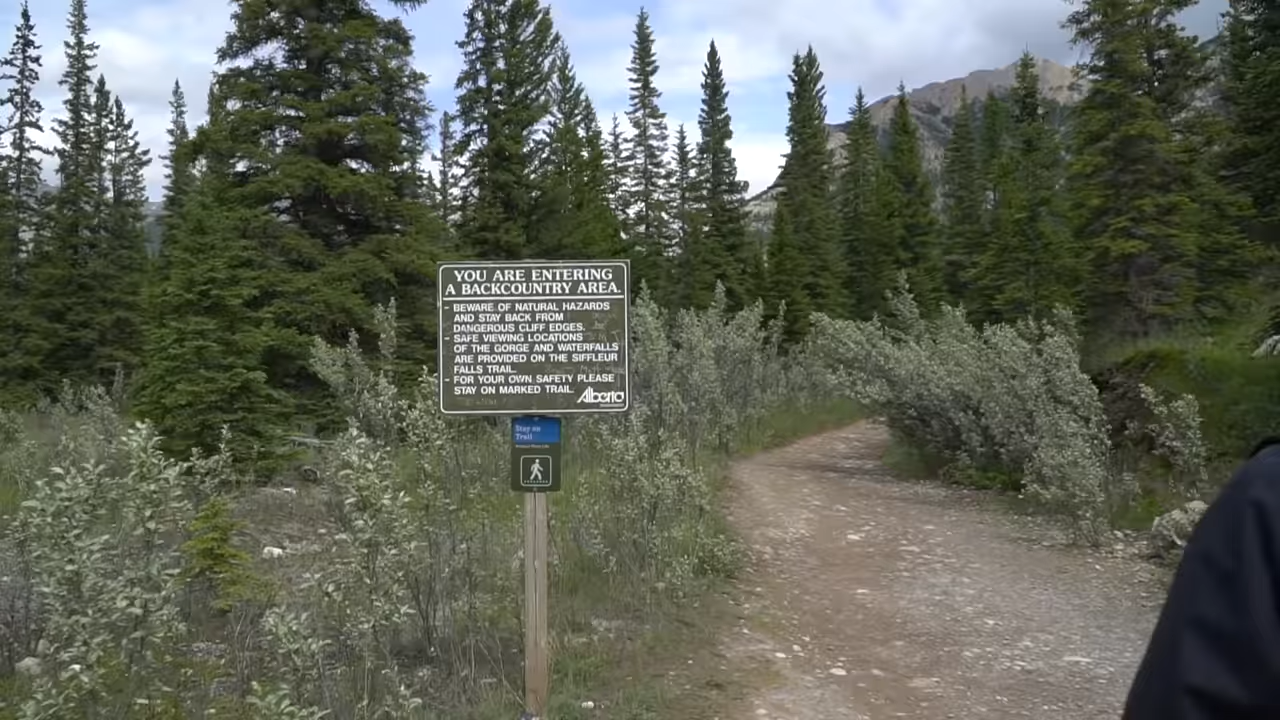 YOU ARE ENTERING
A BACKCOUNTRY AREA.
- BEWARE OF NATURAL HAZARDS
AND STAY BACK FROM
DANGEROUS CLIFF EDGES.
- SAFE VIEWING LOCATIONS
OF THE GORGE AND WATERFALLS
ARE PROVIDED ON THE SIFFLEUR
FALLS TRAIL.
- FOR YOUR OWN SAFETY PLEASE
STAY ON MARKED TRAIL.
Alberta
Stay on
Trail